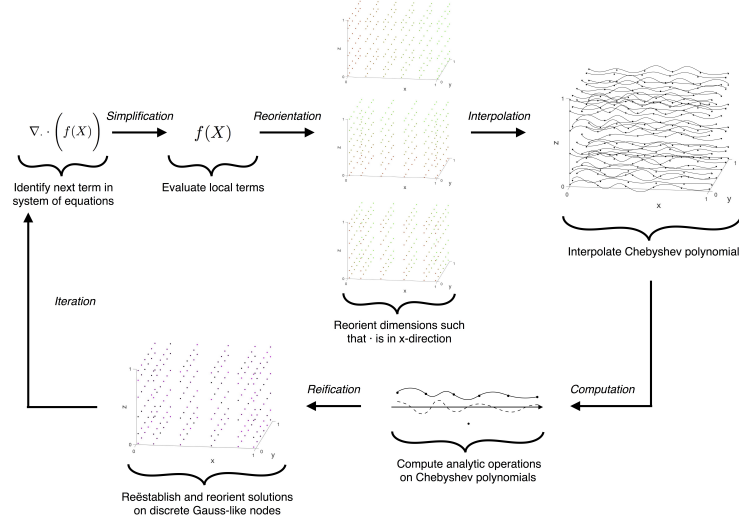 Simplification
Reorientation
Interpolation
∇. · (f(X))
f(X)
Identify next term in
system of equations
Evaluate local terms
Reorient dimensions such
that · is in x-direction
Interpolate Chebyshev polynomial
Iteration
Computation
Reification
Compute analytic operations
on Chebyshev polynomials
Reëstablish and reorient solutions
on discrete Gauss-like nodes
z
x
y
0
1